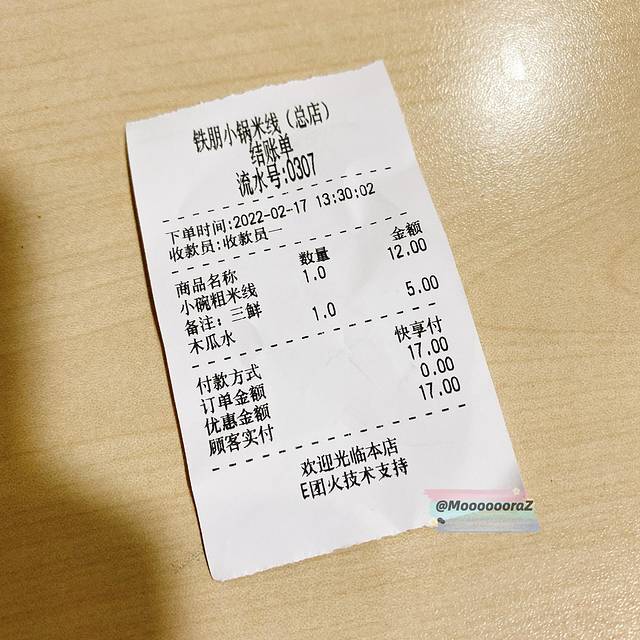 铁朋小锅米线（总店）
结账单
流水号:0307
下单时间:2022-02-17 13:30:02
收款员:收款员一
商品名称 数量 金额
小碗粗米线 1.0 12.00
备注：三鲜
木瓜水 1.0 5.00
付款方式 快享付
订单金额 17.00
优惠金额 0.00
顾客实付 17.00
欢迎光临本店
E团火技术支持
@MoooooooraZ